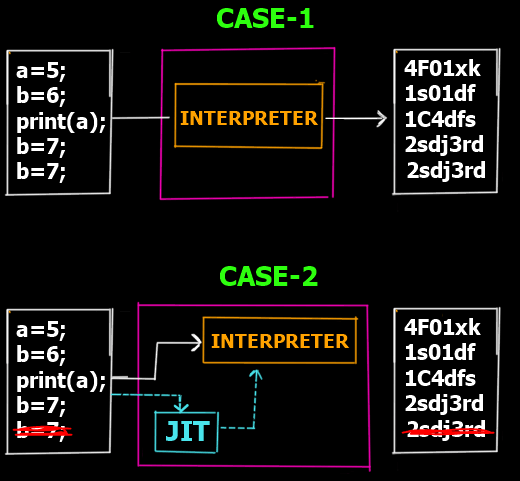 CASE-1
a=5;
b=6;
print(a);
b=7;
b=7;
INTERPRETER
4F01xk
1s01df
1C4dfs
2sdj3rd
2sdj3rd
CASE-2
a=5;
b=6;
print(a);
b=7;
b=7;
INTERPRETER
JIT
4F01xk
1s01df
1C4dfs
2sdj3rd
2sdj3rd